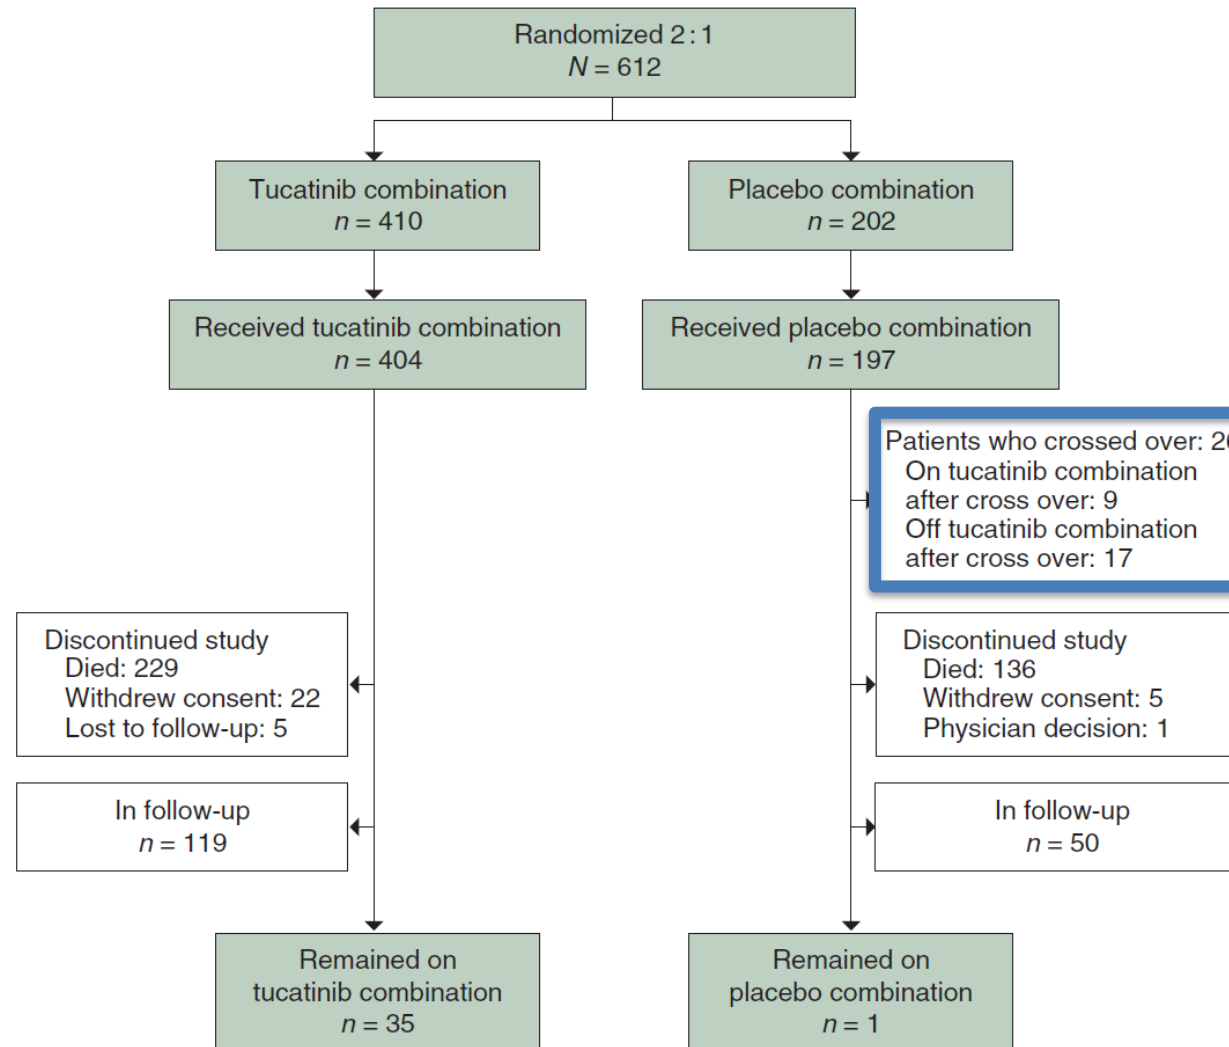 Randomized 2 : 1
N = 612
Tucatinib combination
n = 410
Placebo combination
n = 202
Received tucatinib combination
n = 404
Received placebo combination
n = 197
Patients who crossed over:
On tucatinib combination
after cross over: 9
Off tucatinib combination
after cross over: 17
Discontinued study
Died: 229
Withdrew consent: 22
Lost to follow-up: 5
Discontinued study
Died: 136
Withdrew consent: 5
Physician decision: 1
In follow-up
n = 119
In follow-up
n = 50
Remained on
tucatinib combination
n = 35
Remained on
placebo combination
n = 1